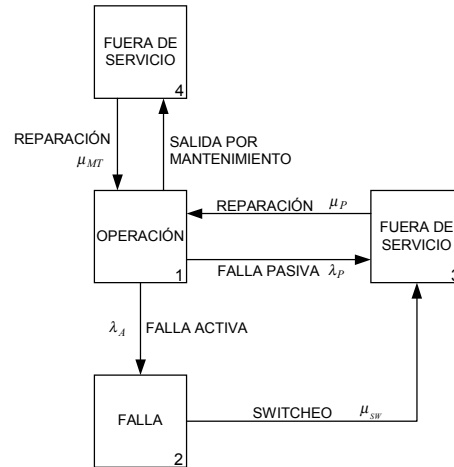 FUERA DE
SERVICIO
4
REPARACIÓN
μMT
SALIDA POR
MANTENIMIENTO
OPERACIÓN
1
REPARACIÓN μP
FALLA PASIVA λP
FUERA DE
SERVICIO
3
λA FALLA ACTIVA
FALLA
2
SWITCHEO μSW